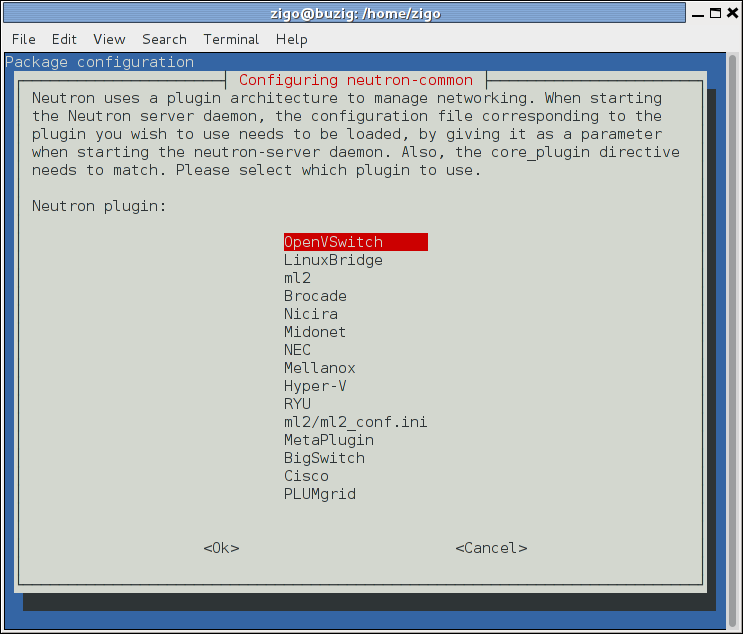 zigo@buzig: /home/zigo
File Edit View Search Terminal Help
Package configuration
Configuring neutron-common
Neutron uses a plugin architecture to manage networking. When starting
the Neutron server daemon, the configuration file corresponding to the
plugin you wish to use needs to be loaded, by giving it as a parameter
when starting the neutron-server daemon. Also, the core_plugin directive
needs to match. Please select which plugin to use.
Neutron plugin:
OpenVSwitch
LinuxBridge
ml2
Brocade
Nicira
Midonet
NEC
Mellanox
Hyper-V
RYU
ml2/ml2_conf.ini
MetaPlugin
BigSwitch
Cisco
PLUMgrid
<Ok> <Cancel>